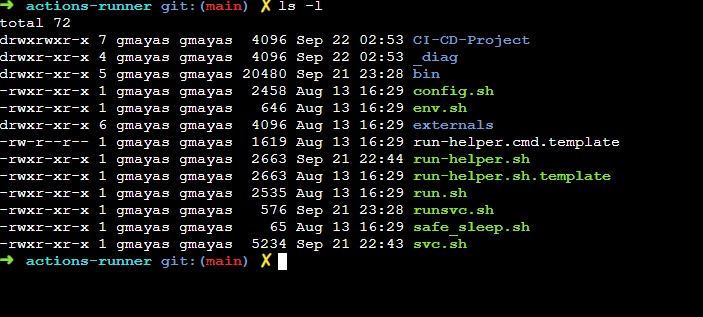 ➜ actions-runner git:(main) ✗ ls -l
total 72
drwxrwxr-x 7 gmayas gmayas  4096 Sep 22 02:53 CI-CD-Project
drwxr-xr-x 4 gmayas gmayas  4096 Sep 22 02:53 _diag
drwxr-xr-x 5 gmayas gmayas 20480 Sep 21 23:28 bin
-rwxr-xr-x 1 gmayas gmayas  2458 Aug 13 16:29 config.sh
-rwxr-xr-x 1 gmayas gmayas   646 Aug 13 16:29 env.sh
drwxr-xr-x 6 gmayas gmayas  4096 Aug 13 16:29 externals
-rw-r--r-- 1 gmayas gmayas  1619 Aug 13 16:29 run-helper.cmd.template
-rwxr-xr-x 1 gmayas gmayas  2663 Sep 21 22:44 run-helper.sh
-rwxr-xr-x 1 gmayas gmayas  2663 Aug 13 16:29 run-helper.sh.template
-rwxr-xr-x 1 gmayas gmayas  2535 Aug 13 16:29 run.sh
-rwxr-xr-x 1 gmayas gmayas   576 Sep 21 23:28 runsvc.sh
-rwxr-xr-x 1 gmayas gmayas    65 Aug 13 16:29 safe_sleep.sh
-rwxr-xr-x 1 gmayas gmayas  5234 Sep 21 22:43 svc.sh
➜ actions-runner git:(main) ✗